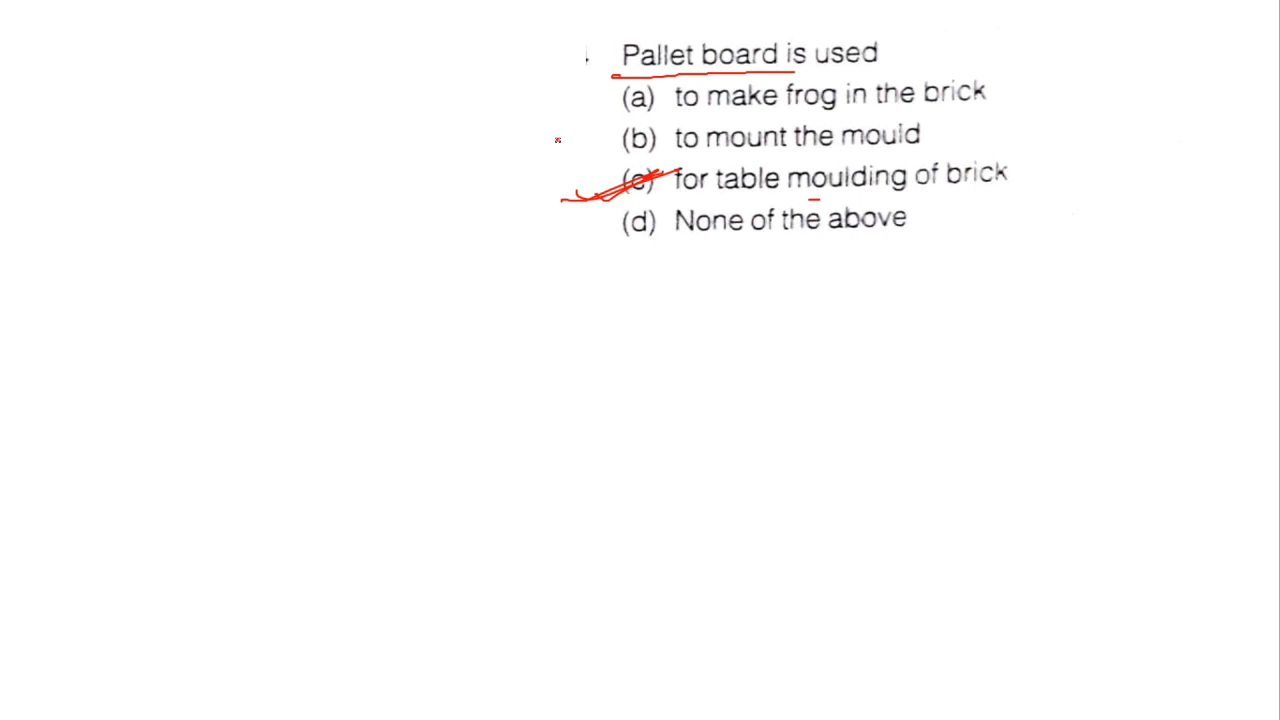 Pallet board is used
(a) to make frog in the brick
(b) to mount the mould
(c) for table moulding of brick
(d) None of the above